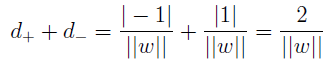 d₊ + d₋ = |−1| / ||w|| + |1| / ||w|| = 2 / ||w||